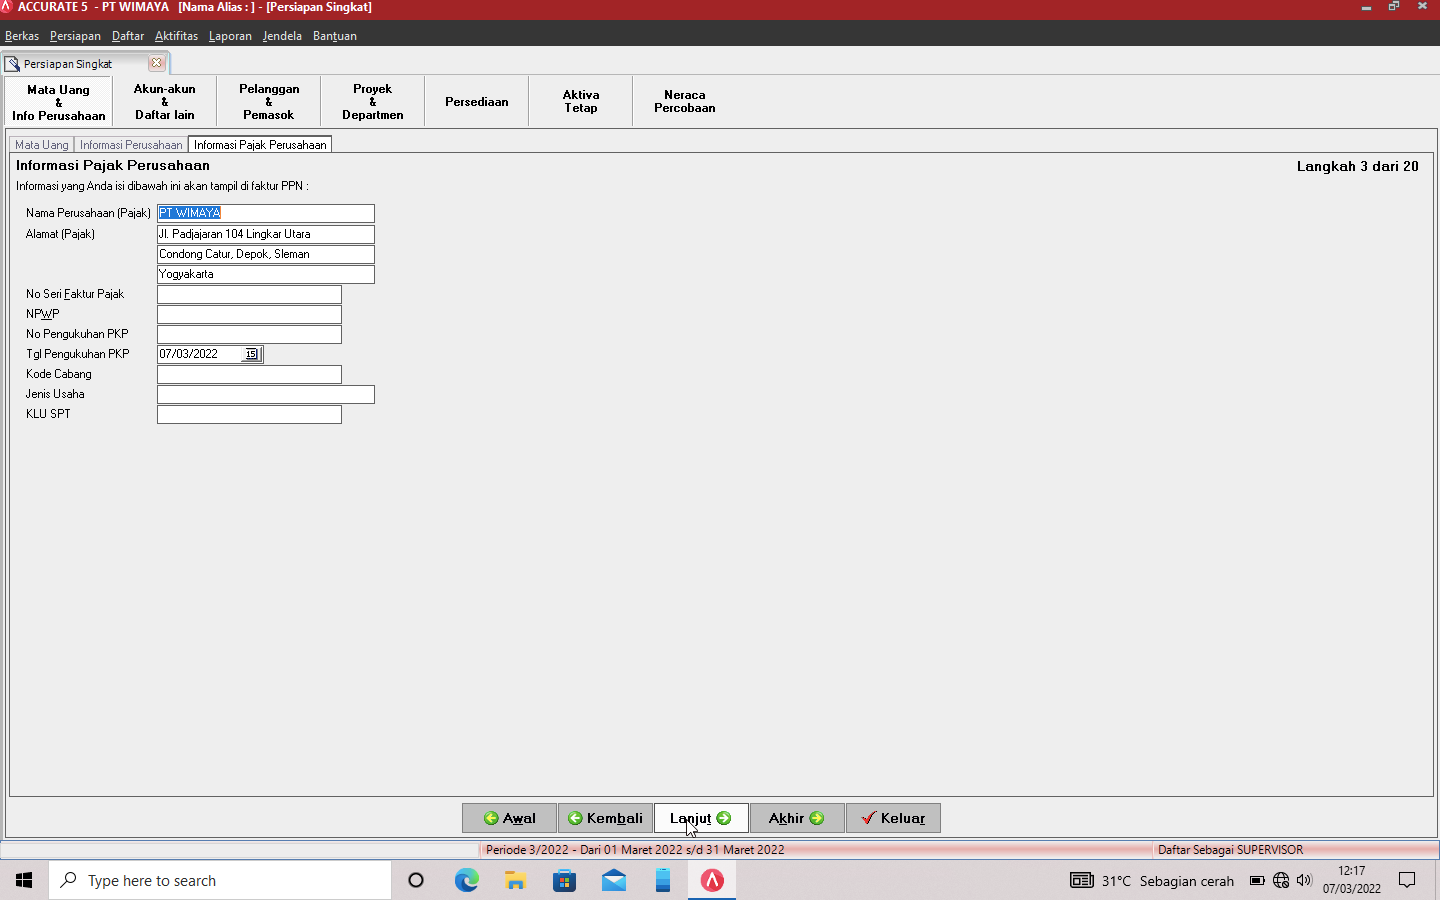 ACCURATE 5 - PT WIMAYA [Nama Alias : ] - [Persiapan Singkat]
Berkas Persiapan Daftar Aktifitas Laporan Jendela Bantuan
Persiapan Singkat
Mata Uang
&
Info Perusahaan
Akun-akun
&
Daftar lain
Pelanggan
&
Pemasok
Proyek
&
Departmen
Persediaan
Aktiva
Tetap
Neraca
Percobaan
Mata Uang Informasi Perusahaan Informasi Pajak Perusahaan
Informasi Pajak Perusahaan
Langkah 3 dari 20
Informasi yang Anda isi dibawah ini akan tampil di faktur PPN :
Nama Perusahaan (Pajak) PT WIMAYA
Alamat (Pajak) Jl. Padjajaran 104 Lingkar Utara
Condong Catur, Depok, Sleman
Yogyakarta
No Seri Faktur Pajak
NPWP
No Pengukuhan PKP
Tgl Pengukuhan PKP 07/03/2022 15
Kode Cabang
Jenis Usaha
KLU SPT
Awal Kembali Lanjut Akhir Keluar
Periode 3/2022 - Dari 01 Maret 2022 s/d 31 Maret 2022
Daftar Sebagai SUPERVISOR
Type here to search
31°C Sebagian cerah
12:17
07/03/2022